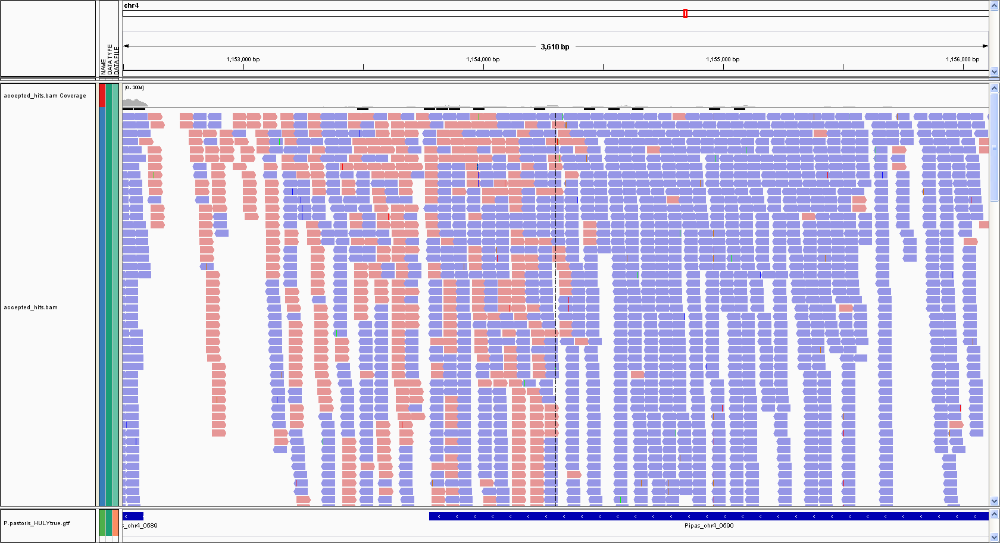 chr4
3,610 bp
1,153,000 bp
1,154,000 bp
1,155,000 bp
1,156,000 bp
NAME
DATA TYPE
DATA FILE
accepted_hits.bam Coverage
[0 - 3004]
accepted_hits.bam
P.pastoris_HULYtrue.gtf
s_chr4_0589
Pipas_chr4_0590